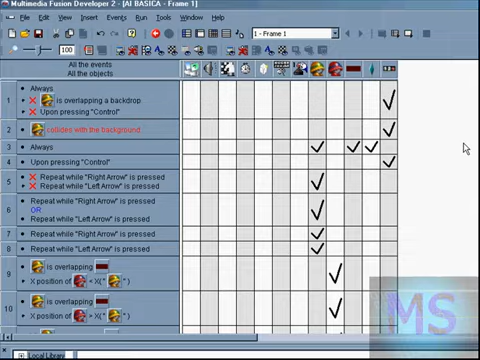 Multimedia Fusion Developer 2 - [AI BASICA - Frame 1]
File Edit View Insert Events Run Tools Window Help
100
1 - Frame 1
All the events
All the objects
1
Always
is overlapping a backdrop
Upon pressing "Control"
2
collides with the background
3
Always
4
Upon pressing "Control"
5
Repeat while "Right Arrow" is pressed
Repeat while "Left Arrow" is pressed
6
Repeat while "Right Arrow" is pressed
OR
Repeat while "Left Arrow" is pressed
7
Repeat while "Right Arrow" is pressed
8
Repeat while "Left Arrow" is pressed
9
is overlapping
X position of < X( " " )
10
is overlapping
X position of > X( " " )
is overlapping
Local Library
MS